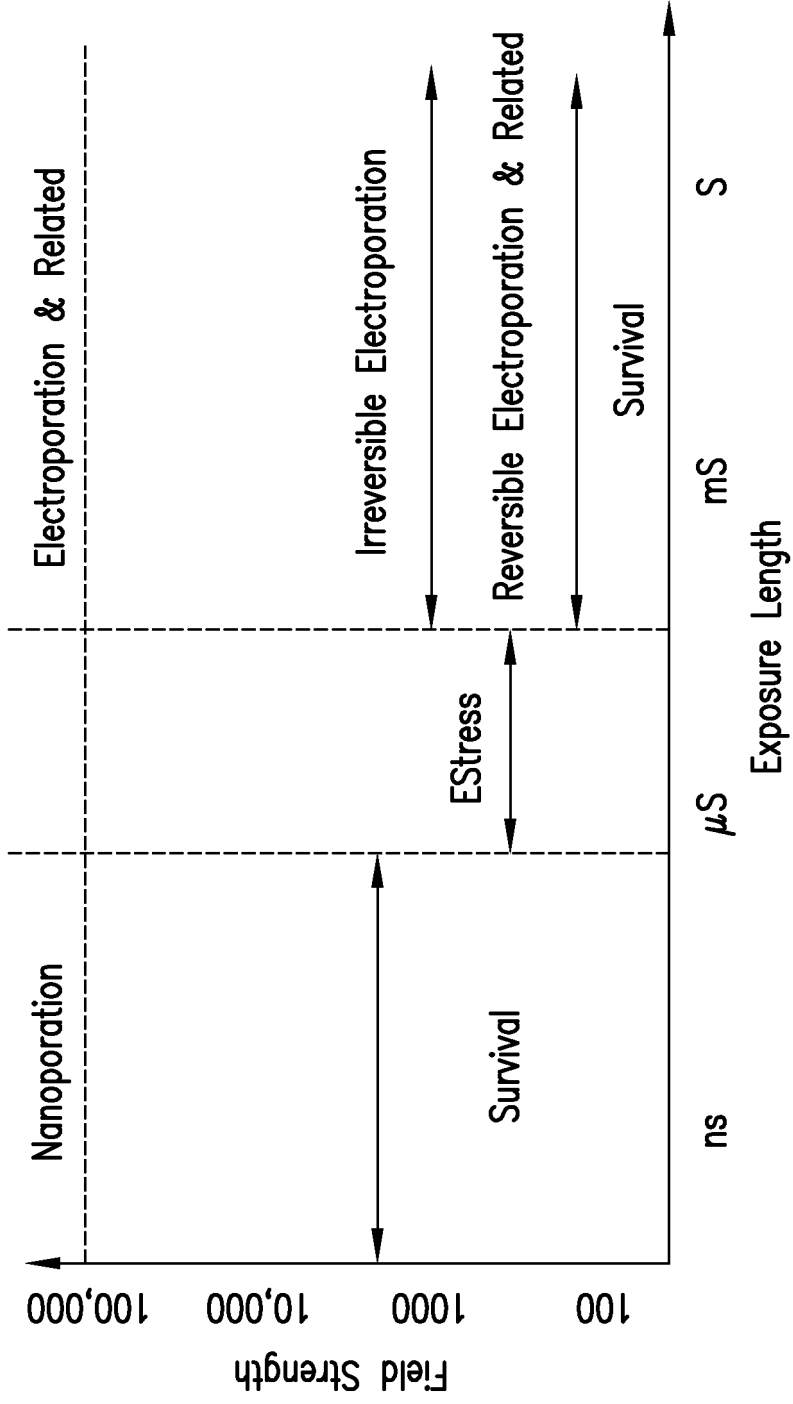 Nanoporation
Electroporation & Related
Irreversible Electroporation
EStress
Reversible Electroporation & Related
Survival
Survival
Field Strength
100,000
10,000
1000
100
ns
μS
mS
S
Exposure Length